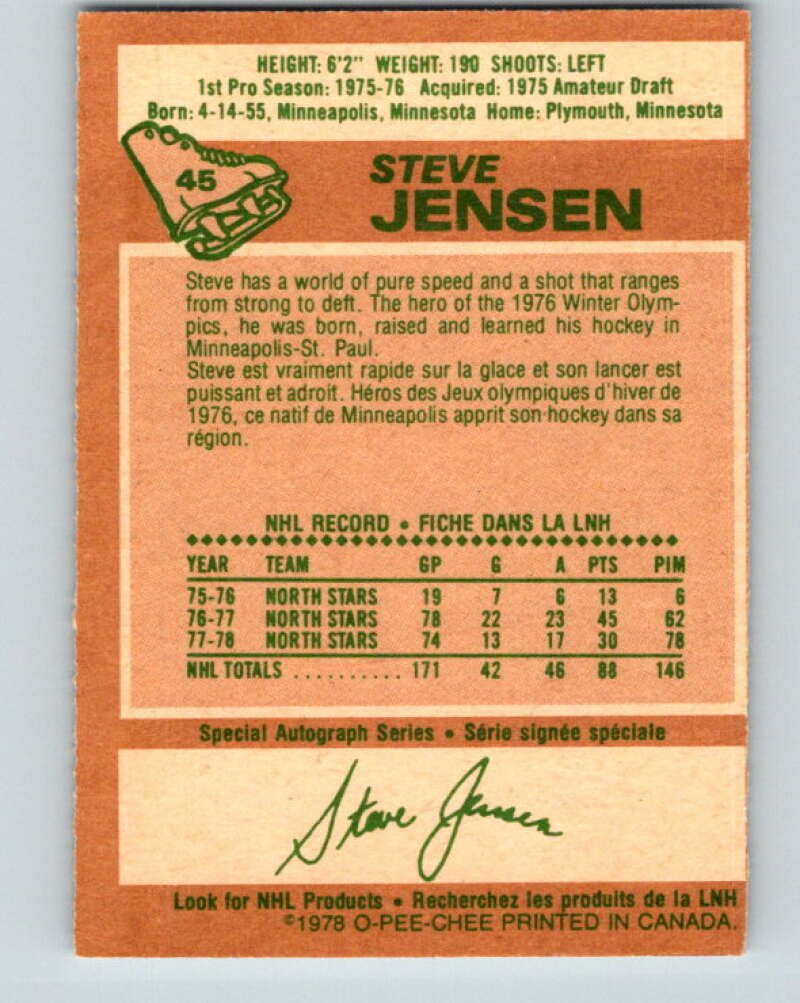 HEIGHT: 6'2" WEIGHT: 190 SHOOTS: LEFT
1st Pro Season: 1975-76 Acquired: 1975 Amateur Draft
Born: 4-14-55, Minneapolis, Minnesota Home: Plymouth, Minnesota
45
STEVE
JENSEN
Steve has a world of pure speed and a shot that ranges
from strong to deft. The hero of the 1976 Winter Olym-
pics, he was born, raised and learned his hockey in
Minneapolis-St. Paul.
Steve est vraiment rapide sur la glace et son lancer est
puissant et adroit. Héros des Jeux olympiques d'hiver de
1976, ce natif de Minneapolis apprit son hockey dans sa
région.
NHL RECORD • FICHE DANS LA LNH
YEAR TEAM GP G A PTS PIM
75-76 NORTH STARS 19 7 6 13 6
76-77 NORTH STARS 78 22 23 45 62
77-78 NORTH STARS 74 13 17 30 78
NHL TOTALS .......... 171 42 46 88 146
Special Autograph Series • Série signée spéciale
Steve Jensen
Look for NHL Products • Recherchez les produits de la LNH
©1978 O-PEE-CHEE PRINTED IN CANADA.